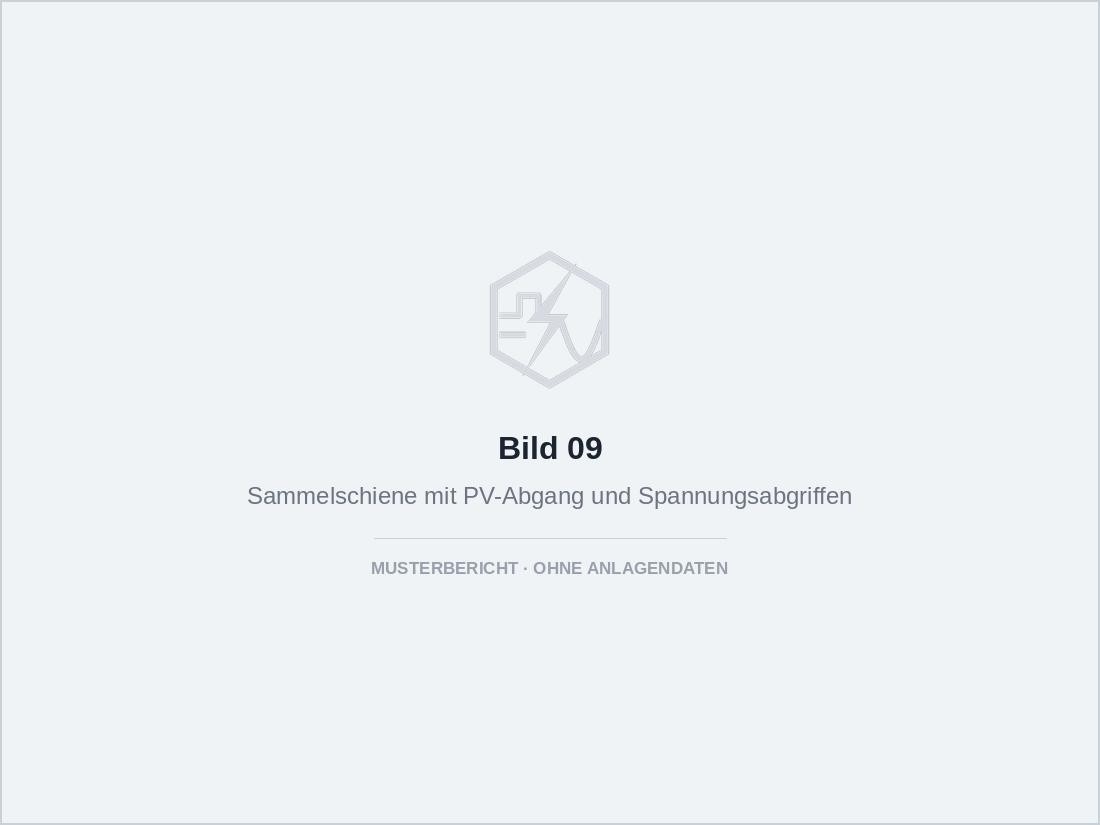 Bild 09
Sammelschiene mit PV-Abgang und Spannungsabgriffen
MUSTERBERICHT · OHNE ANLAGENDATEN